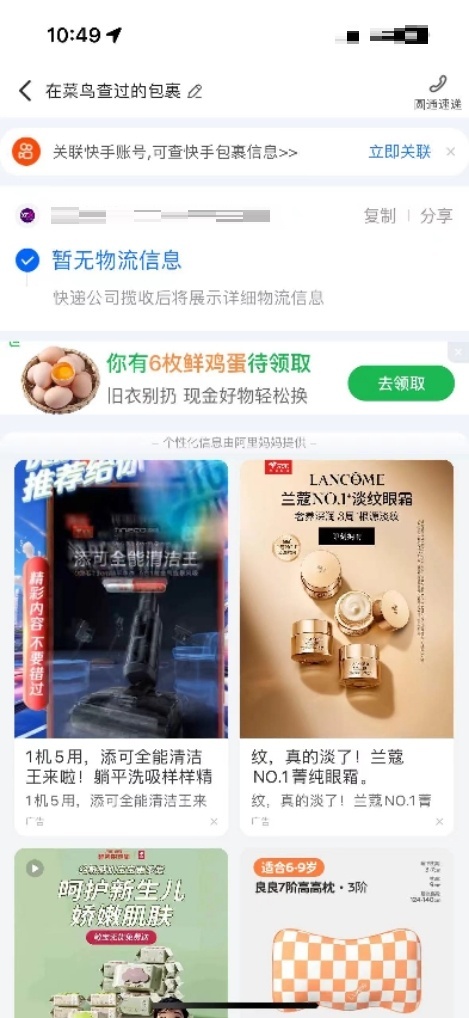 10:49
在菜鸟查过的包裹
圆通速递
关联快手账号,可查快手包裹信息>>
立即关联
复制
分享
暂无物流信息
快递公司揽收后将展示详细物流信息
你有6枚鲜鸡蛋待领取
旧衣别扔 现金好物轻松换
去领取
– 个性化信息由阿里妈妈提供 –
推荐给你
TINECO
添可全能清洁王
精彩内容 不要错过
1机5用，添可全能清洁
王来啦！躺平洗吸样样精
1机5用，添可全能清洁王来
广告
LANCÔME
兰蔻NO.1*淡纹眼霜
立即购买
纹，真的淡了！兰蔻
NO.1菁纯眼霜。
纹，真的淡了！兰蔻NO.1菁
广告
呵护新生儿
娇嫩肌肤
适合6-9岁
良良7阶高高枕·3阶